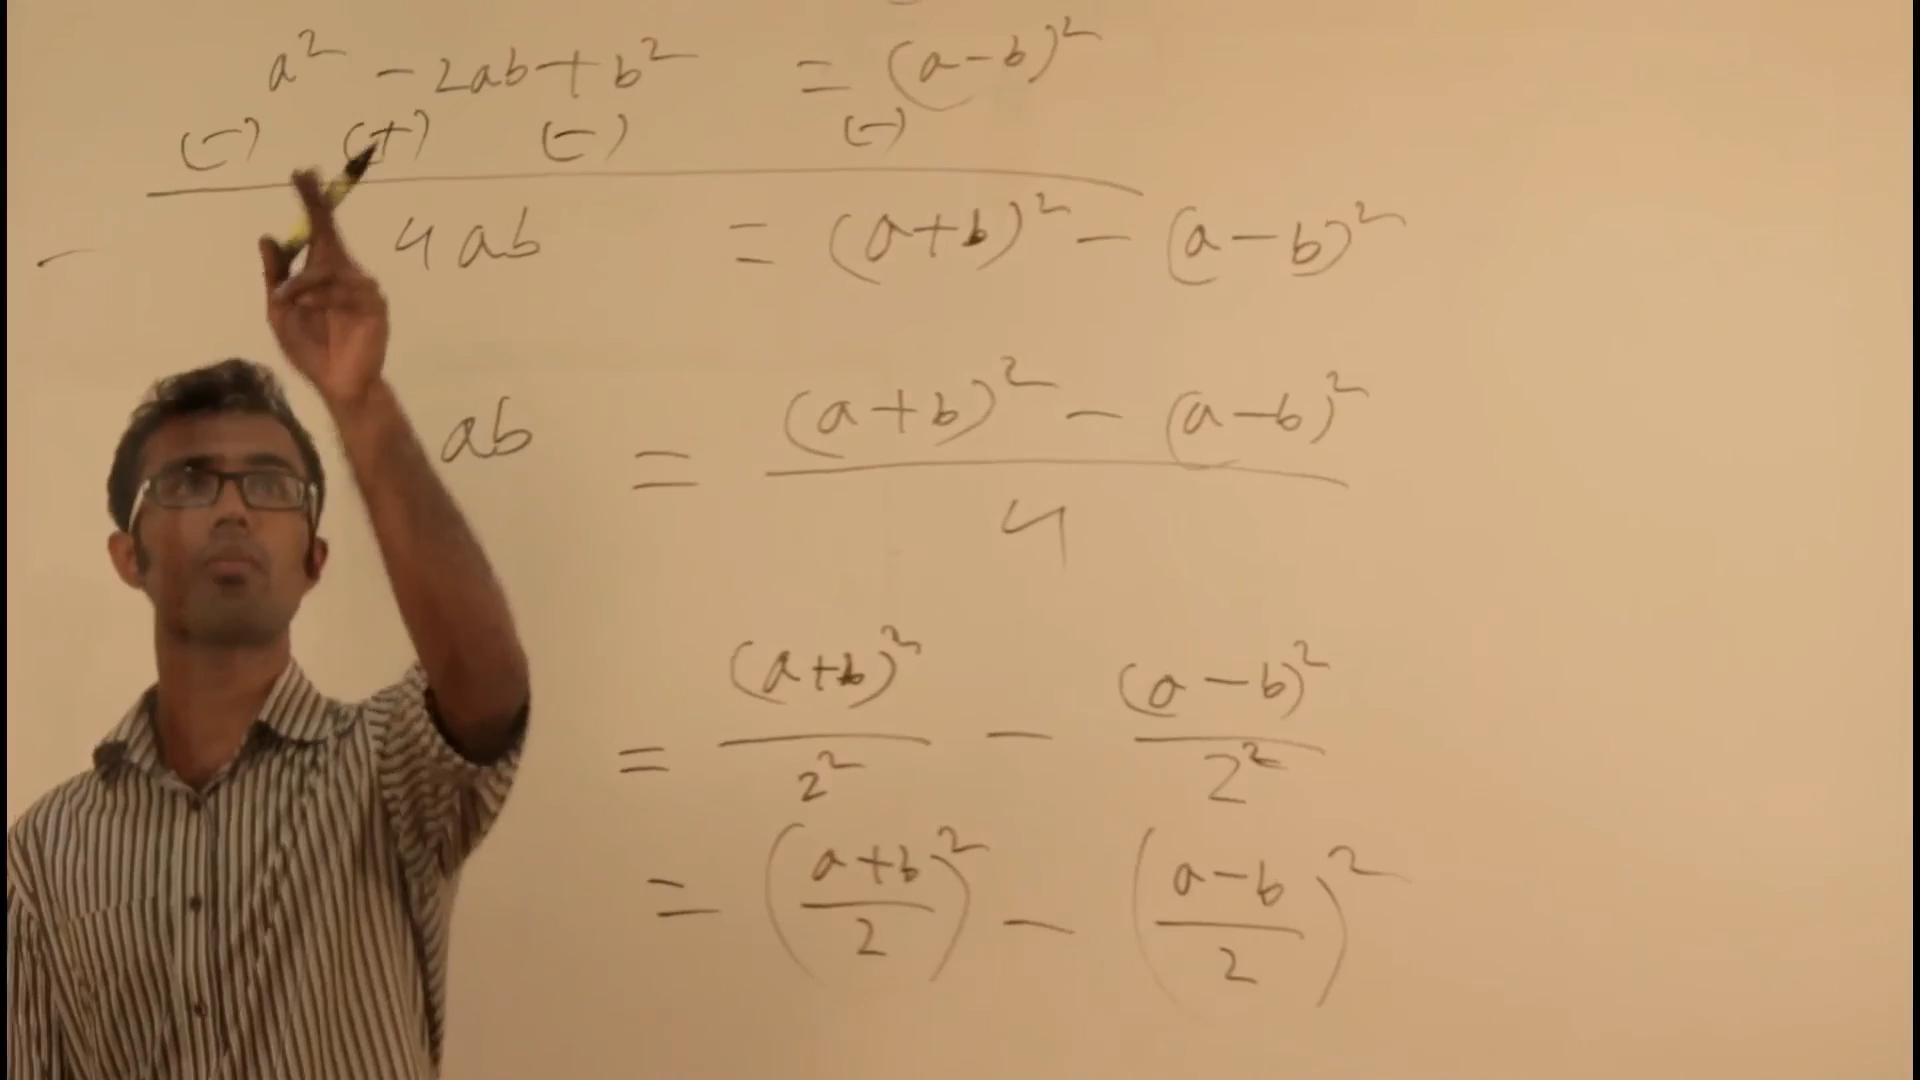 a² - 2ab + b² = (a-b)²
(-) (+) (-) (-)
4ab = (a+b)² - (a-b)²
ab = (a+b)² - (a-b)² / 4
= (a+b)² / 2² - (a-b)² / 2²
= (a+b / 2)² - (a-b / 2)²